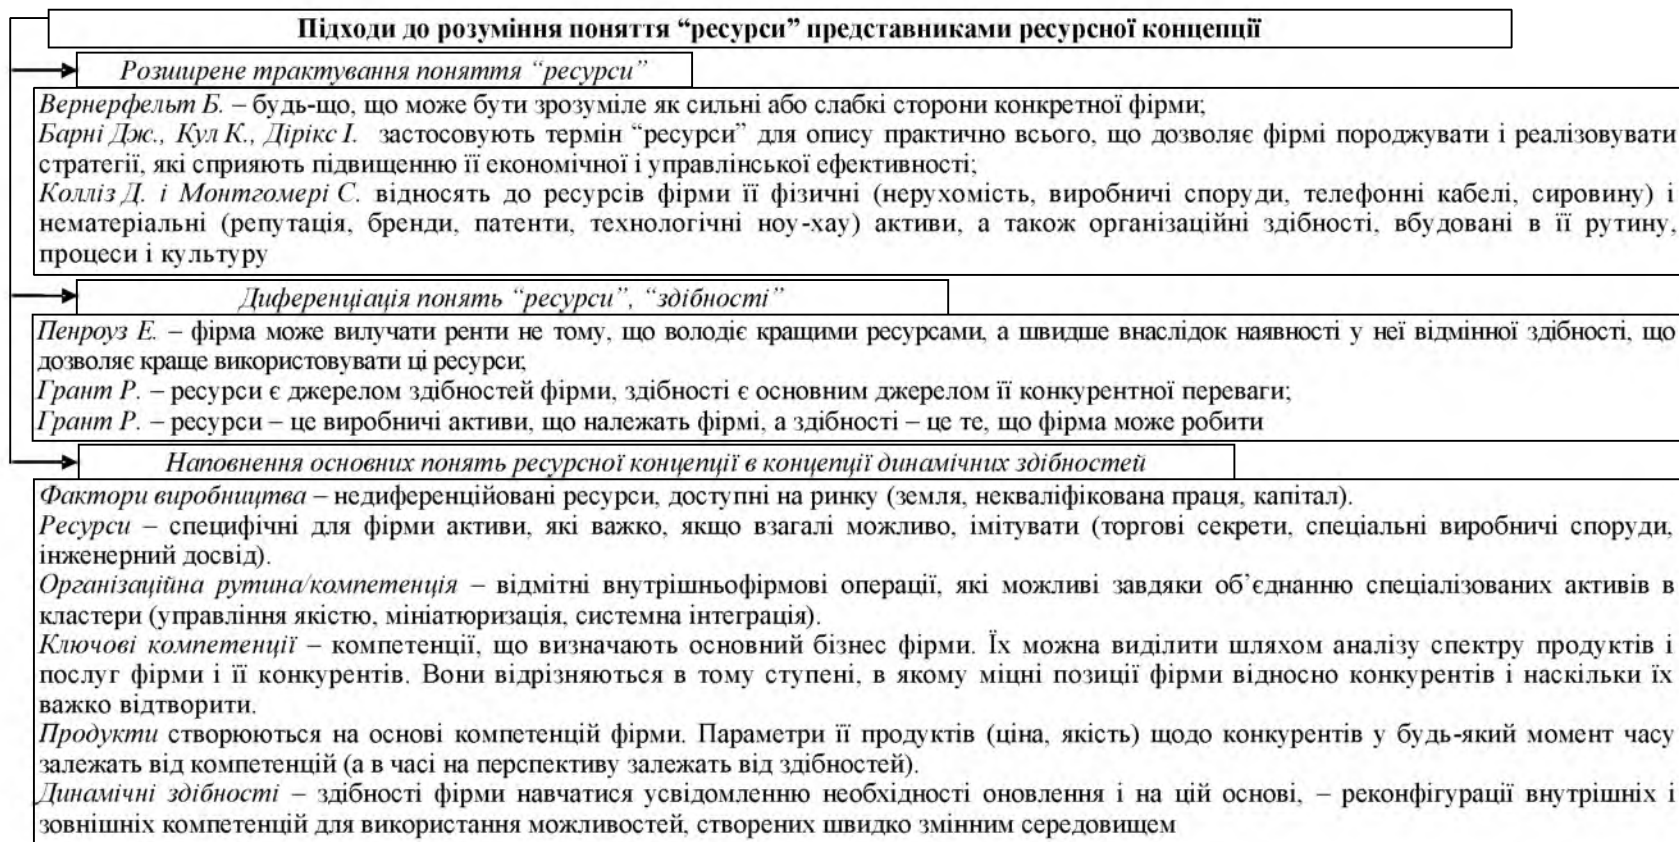 Підходи до розуміння поняття “ресурси” представниками ресурсної концепції
Розширене трактування поняття “ресурси”
Вернерфельт Б. – будь-що, що може бути зрозуміле як сильні або слабкі сторони конкретної фірми;
Барні Дж., Кул К., Дірікс І. застосовують термін “ресурси” для опису практично всього, що дозволяє фірмі породжувати і реалізовувати
стратегії, які сприяють підвищенню її економічної і управлінської ефективності;
Колліз Д. і Монтгомері С. відносять до ресурсів фірми її фізичні (нерухомість, виробничі споруди, телефонні кабелі, сировину) і
нематеріальні (репутація, бренди, патенти, технологічні ноу-хау) активи, а також організаційні здібності, вбудовані в її рутину,
процеси і культуру
Диференціація понять “ресурси”, “здібності”
Пенроуз Е. – фірма може вилучати ренти не тому, що володіє кращими ресурсами, а швидше внаслідок наявності у неї відмінної здібності, що
дозволяє краще використовувати ці ресурси;
Грант Р. – ресурси є джерелом здібностей фірми, здібності є основним джерелом її конкурентної переваги;
Грант Р. – ресурси – це виробничі активи, що належать фірмі, а здібності – це те, що фірма може робити
Наповнення основних понять ресурсної концепції в концепції динамічних здібностей
Фактори виробництва – недиференційовані ресурси, доступні на ринку (земля, некваліфікована праця, капітал).
Ресурси – специфічні для фірми активи, які важко, якщо взагалі можливо, імітувати (торгові секрети, спеціальні виробничі споруди,
інженерний досвід).
Організаційна рутина/компетенція – відмітні внутрішньофірмові операції, які можливі завдяки об’єднанню спеціалізованих активів в
кластери (управління якістю, мініатюризація, системна інтеграція).
Ключові компетенції – компетенції, що визначають основний бізнес фірми. Їх можна виділити шляхом аналізу спектру продуктів і
послуг фірми і її конкурентів. Вони відрізняються в тому ступені, в якому міцні позиції фірми відносно конкурентів і наскільки їх
важко відтворити.
Продукти створюються на основі компетенцій фірми. Параметри її продуктів (ціна, якість) щодо конкурентів у будь-який момент часу
залежать від компетенцій (а в часі на перспективу залежать від здібностей).
Динамічні здібності – здібності фірми навчатися усвідомленню необхідності оновлення і на цій основі, – реконфігурації внутрішніх і
зовнішніх компетенцій для використання можливостей, створених швидко змінним середовищем